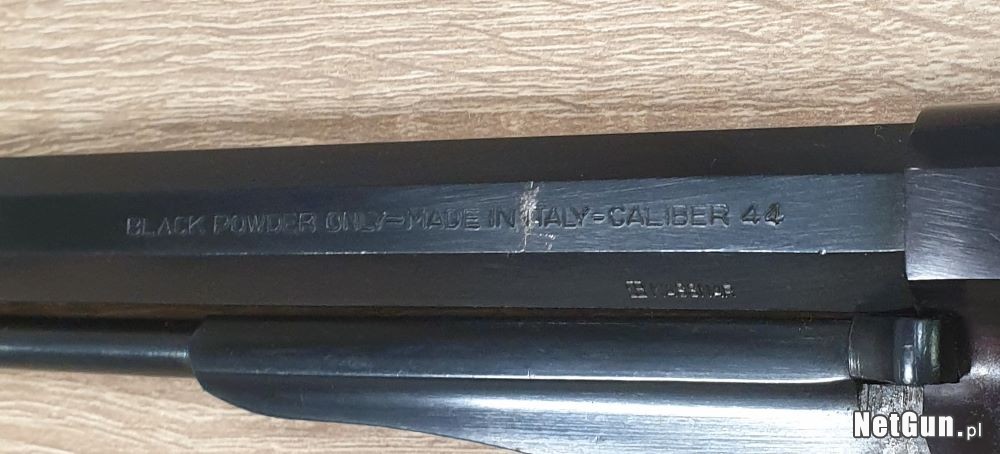 BLACK POWDER ONLY-MADE IN ITALY-CALIBER 44
NetGun.pl